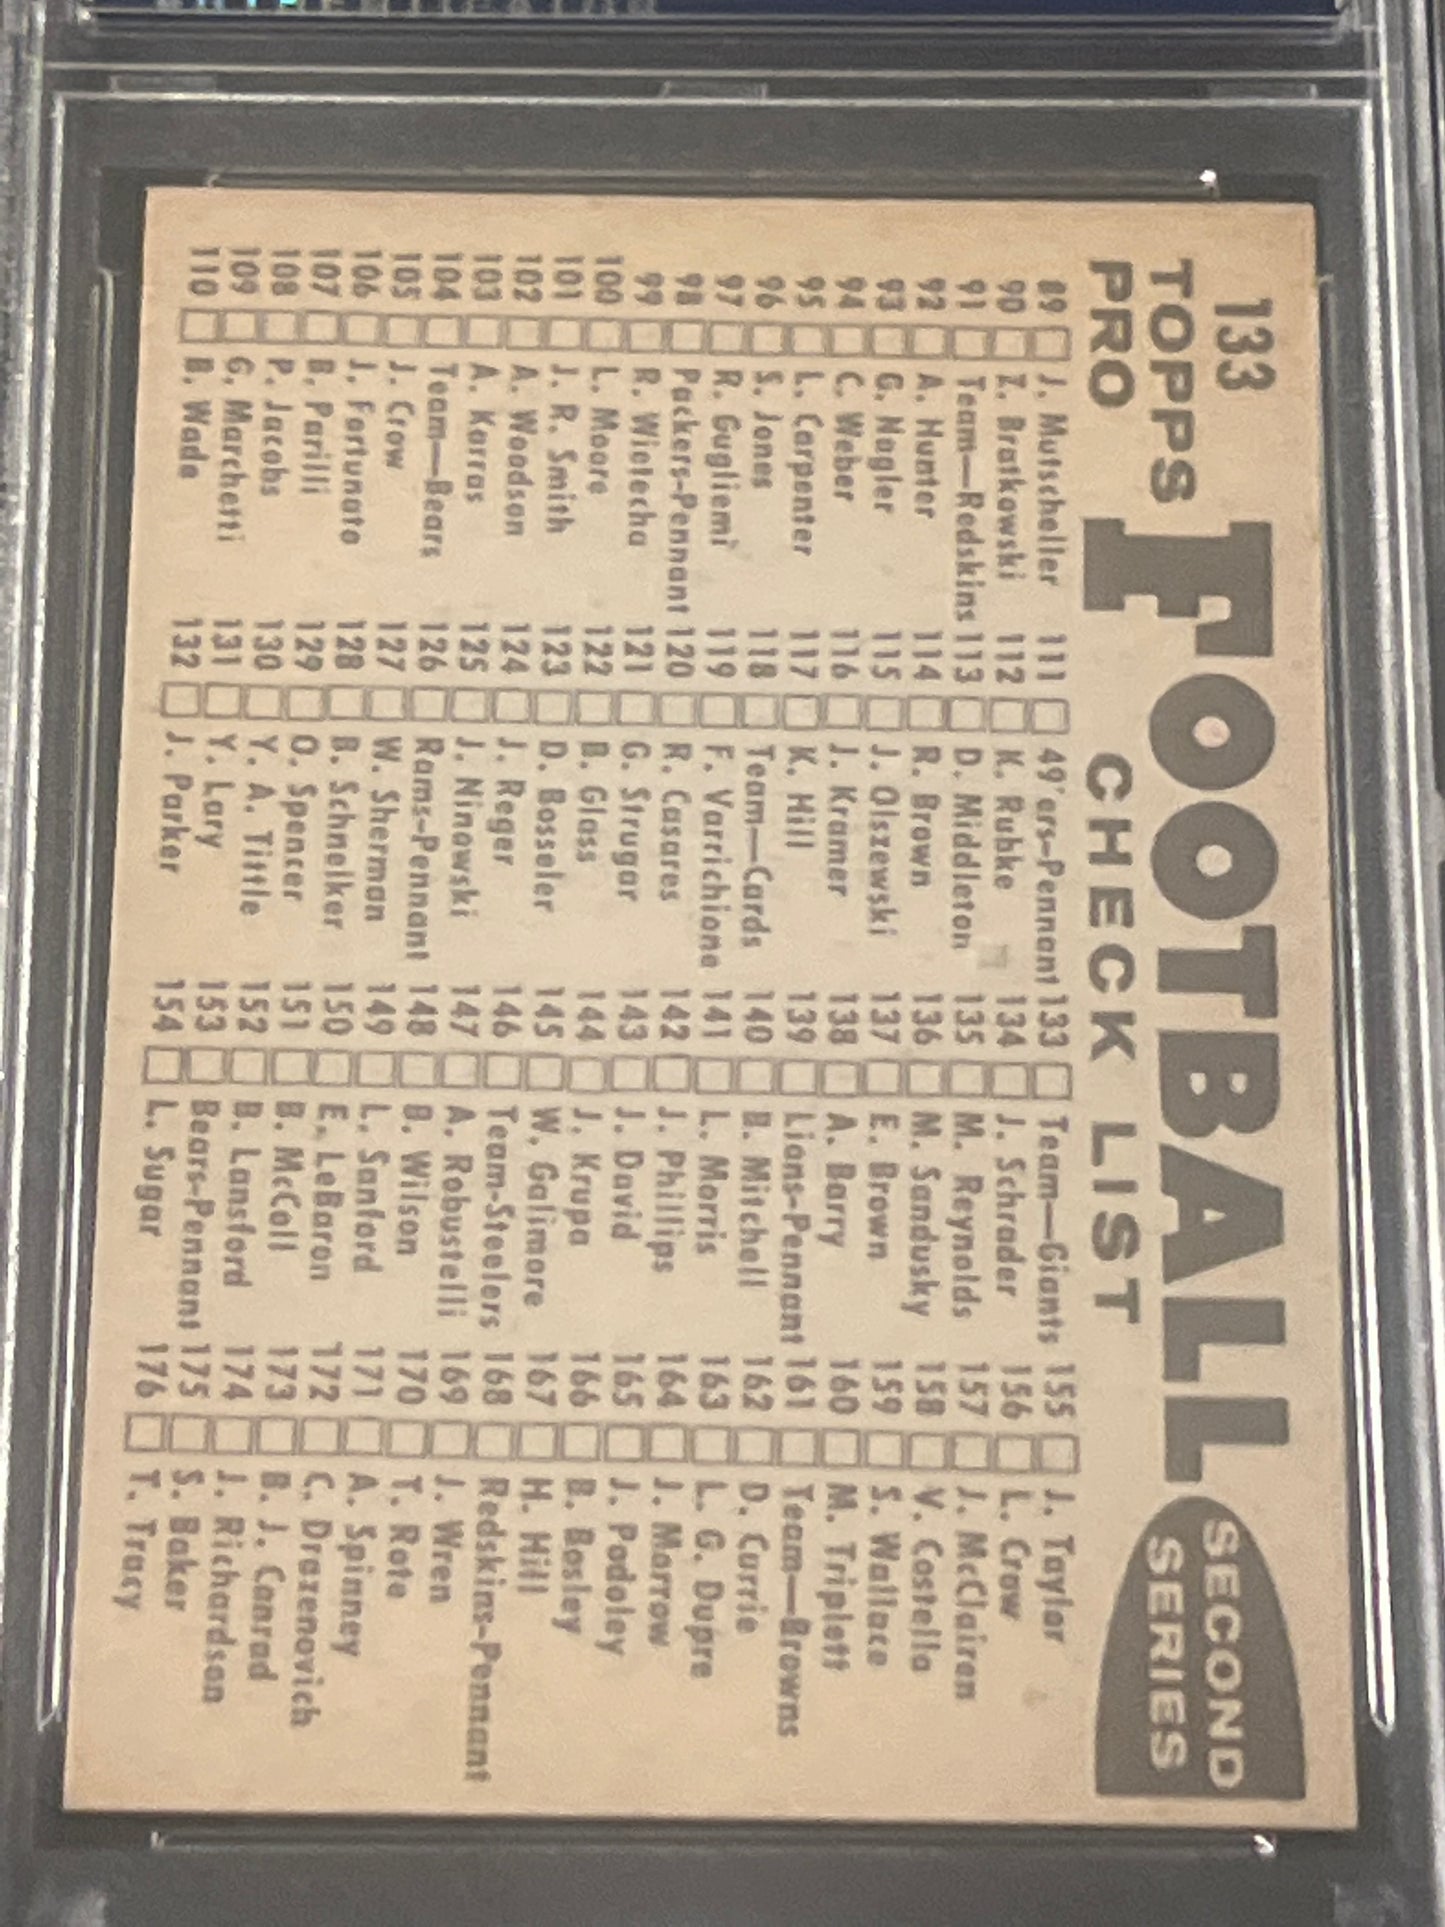 133
TOPPS FOOTBALL SECOND
PRO CHECK LIST SERIES
89 J. Mutscheller
90 Z. Bratkowski
91 Team—Redskins
92 A. Hunter
93 G. Nagler
94 C. Weber
95 L. Carpenter
96 S. Jones
97 R. Gugliemi
98 Packers-Pennant
99 R. Wietecha
100 L. Moore
101 J. R. Smith
102 A. Woodson
103 A. Karras
104 Team—Bears
105 J. Crow
106 J. Fortunato
107 B. Parilli
108 P. Jacobs
109 G. Marchetti
110 B. Wade
111 49'ers-Pennant
112 K. Rubke
113 D. Middleton
114 R. Brown
115 J. Olszewski
116 J. Kramer
117 K. Hill
118 Team—Cards
119 F. Varrichione
120 R. Casares
121 G. Strugar
122 B. Glass
123 D. Bosseler
124 J. Reger
125 J. Ninowski
126 Rams-Pennant
127 W. Sherman
128 B. Schnelker
129 O. Spencer
130 Y. A. Tittle
131 Y. Lary
132 J. Parker
133 Team—Giants
134 J. Schrader
135 M. Reynolds
136 M. Sandusky
137 E. Brown
138 A. Barry
139 Lions-Pennant
140 B. Mitchell
141 L. Morris
142 J. Phillips
143 J. David
144 J. Krupa
145 W. Galimore
146 Team-Steelers
147 A. Robustelli
148 B. Wilson
149 L. Sanford
150 E. LeBaron
151 B. McColl
152 B. Lansford
153 Bears-Pennant
154 L. Sugar
155 J. Taylor
156 L. Crow
157 J. McClairen
158 V. Costello
159 S. Wallace
160 M. Triplett
161 Team—Browns
162 D. Currie
163 L. G. Dupre
164 J. Morrow
165 J. Podoley
166 B. Bosley
167 H. Hill
168 Redskins-Pennant
169 J. Wren
170 T. Rote
171 A. Spinney
172 C. Drazenovich
173 B. J. Conrad
174 J. Richardson
175 S. Baker
176 T. Tracy